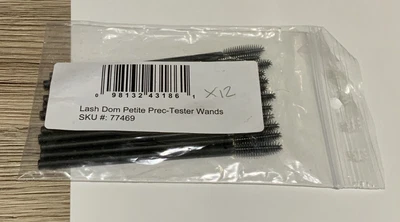 0 98132 43186 1
X12
Lash Dom Petite Prec-Tester Wands
SKU #: 77469